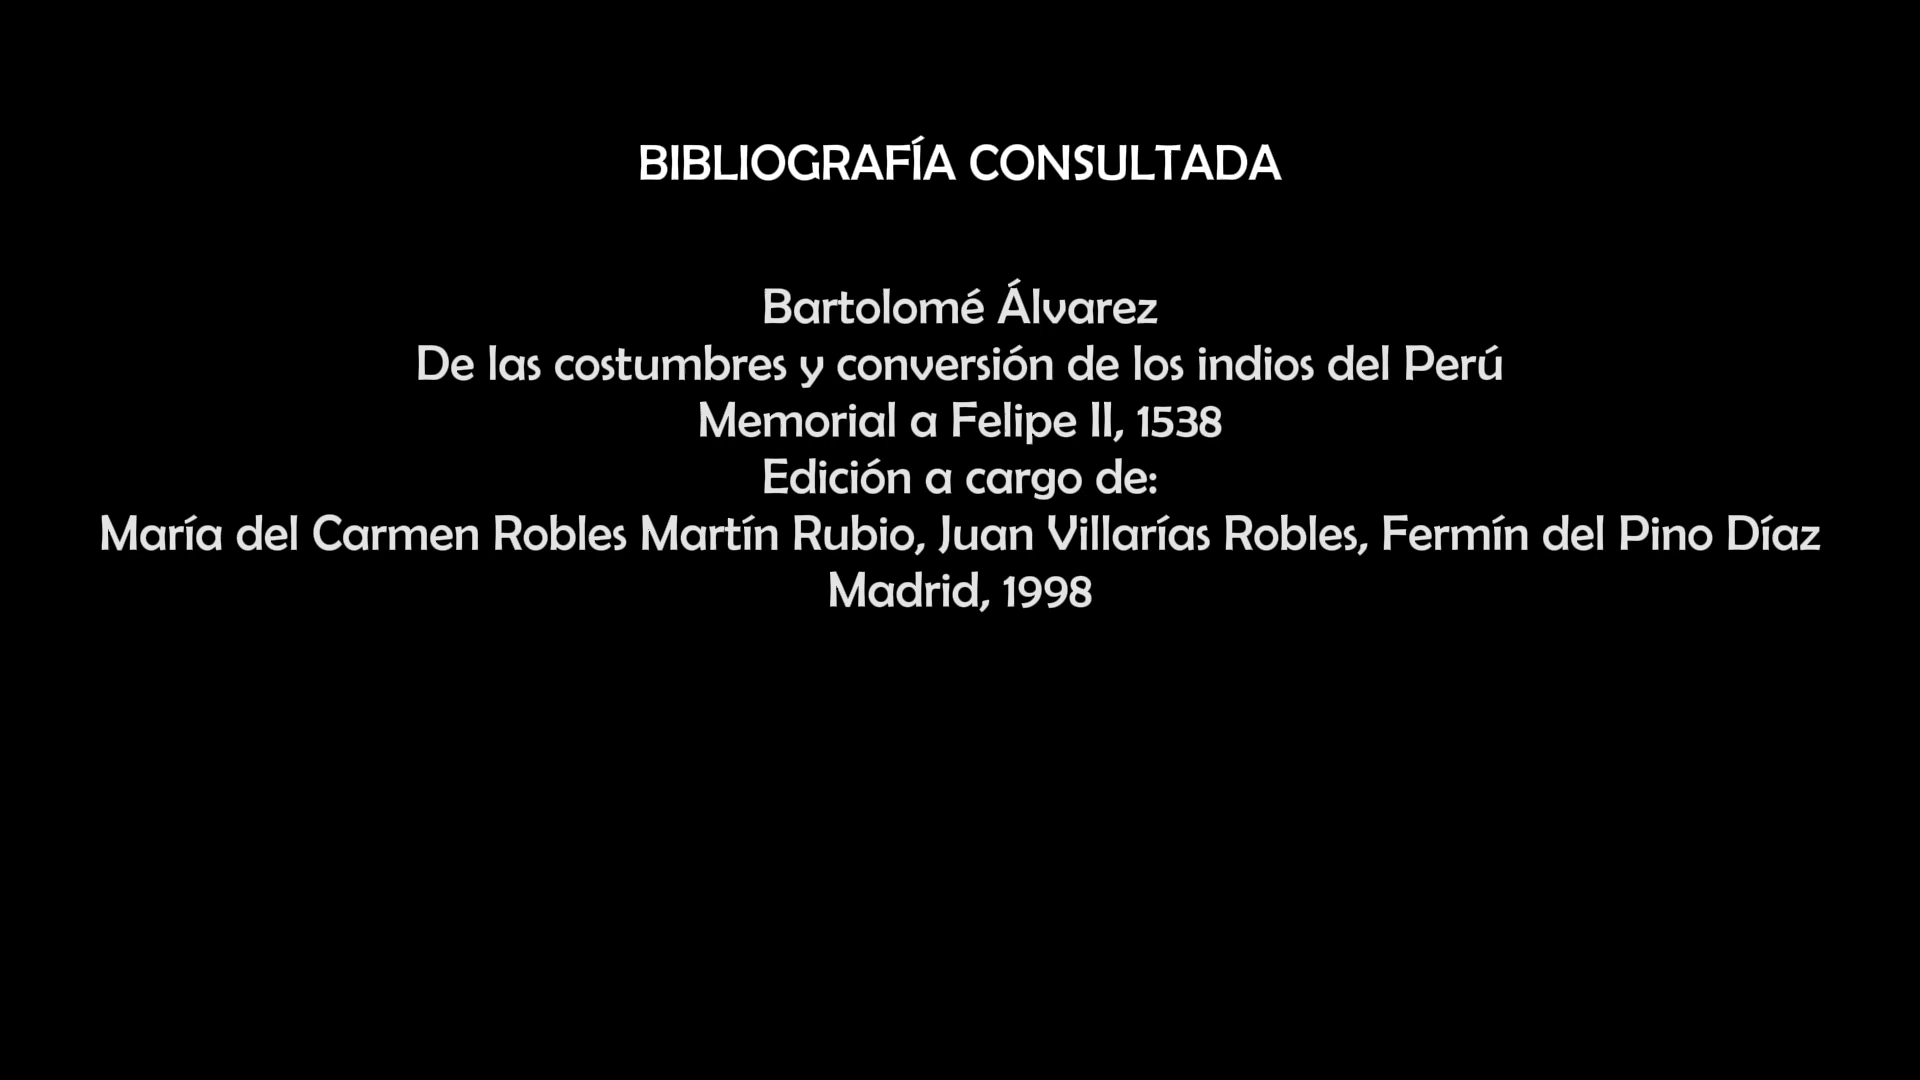 BIBLIOGRAFÍA CONSULTADA
Bartolomé Álvarez
De las costumbres y conversión de los indios del Perú
Memorial a Felipe II, 1538
Edición a cargo de:
María del Carmen Robles Martín Rubio, Juan Villarías Robles, Fermín del Pino Díaz
Madrid, 1998